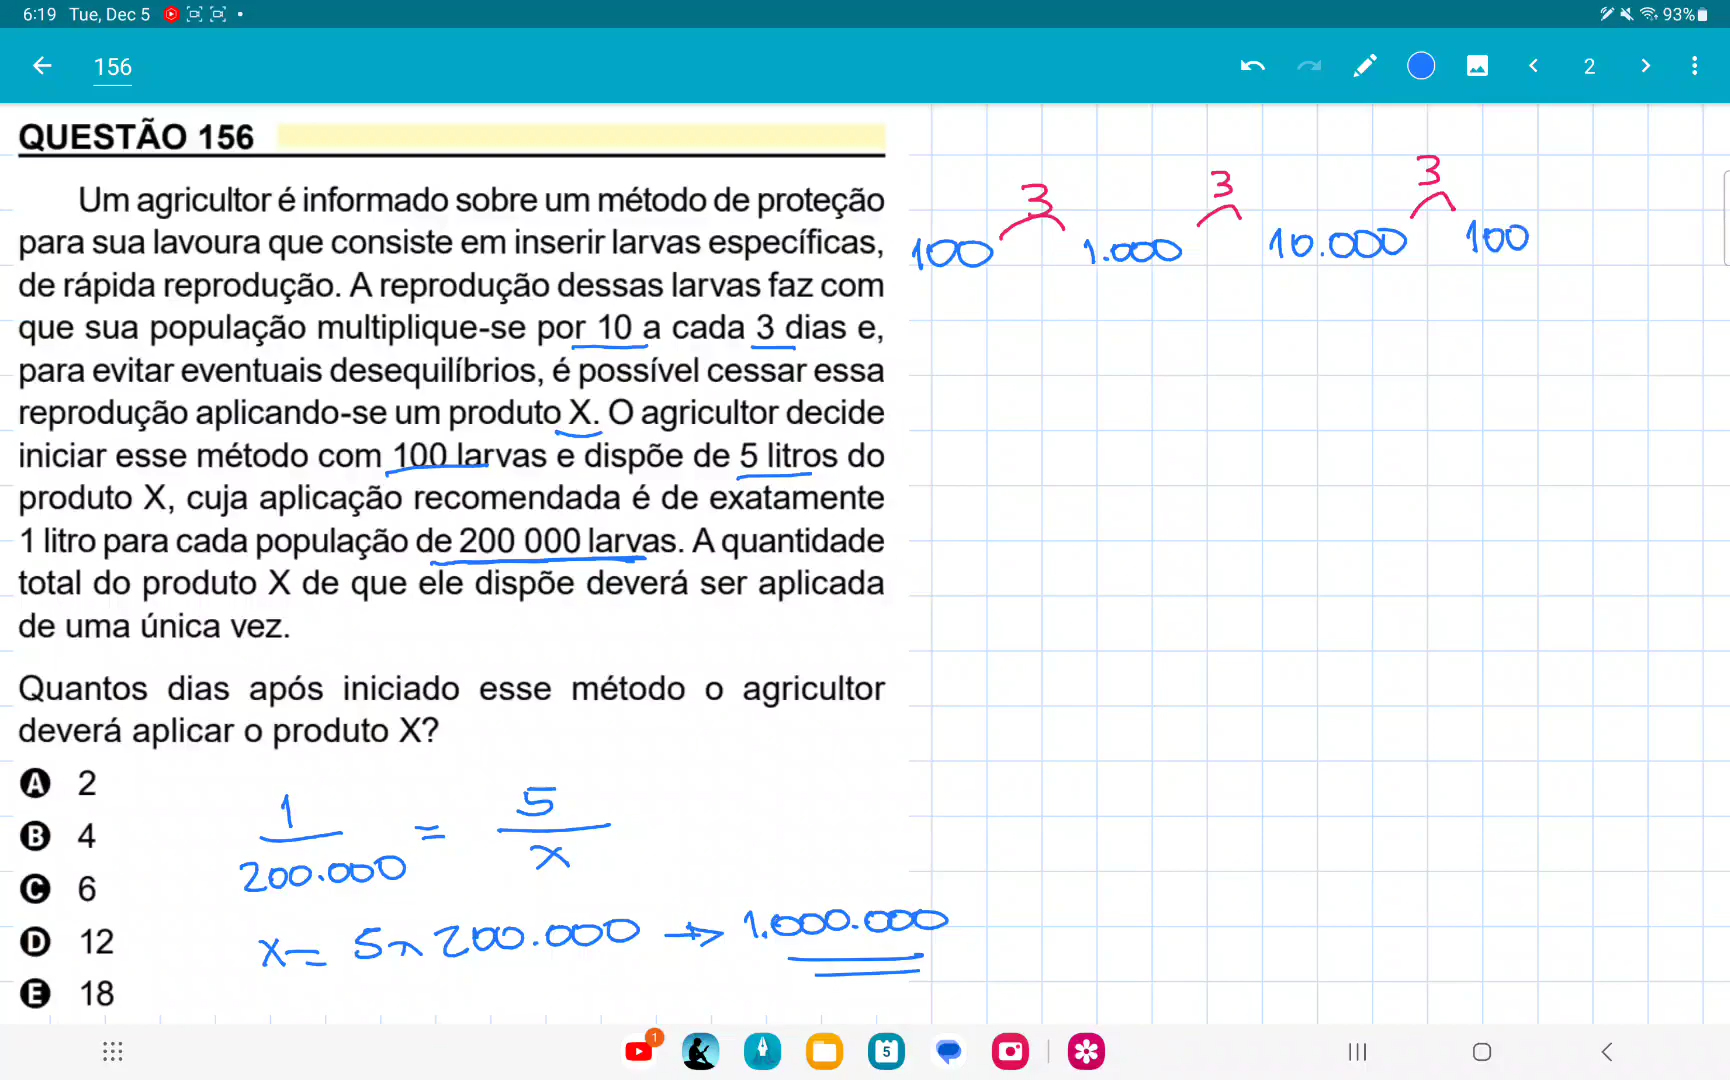 6:19 Tue, Dec 5
93%
156
2
QUESTÃO 156
Um agricultor é informado sobre um método de proteção
para sua lavoura que consiste em inserir larvas específicas,
de rápida reprodução. A reprodução dessas larvas faz com
que sua população multiplique-se por 10 a cada 3 dias e,
para evitar eventuais desequilíbrios, é possível cessar essa
reprodução aplicando-se um produto X. O agricultor decide
iniciar esse método com 100 larvas e dispõe de 5 litros do
produto X, cuja aplicação recomendada é de exatamente
1 litro para cada população de 200 000 larvas. A quantidade
total do produto X de que ele dispõe deverá ser aplicada
de uma única vez.
Quantos dias após iniciado esse método o agricultor
deverá aplicar o produto X?
A 2
B 4
C 6
D 12
E 18
3 3 3
100 1.000 10.000 100
1 = 5
200.000 x
x = 5 x 200.000 → 1.000.000
1
5